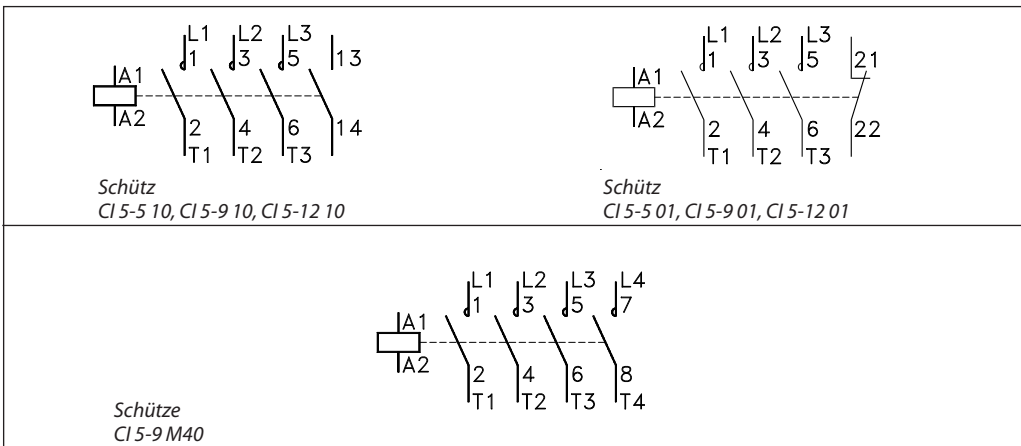 L1 L2 L3
1 3 5 13
A1
A2
2 4 6 14
T1 T2 T3
Schütz
CI 5-5 10, CI 5-9 10, CI 5-12 10
L1 L2 L3
1 3 5 21
A1
A2
2 4 6 22
T1 T2 T3
Schütz
CI 5-5 01, CI 5-9 01, CI 5-12 01
L1 L2 L3 L4
1 3 5 7
A1
A2
2 4 6 8
T1 T2 T3 T4
Schütze
CI 5-9 M40